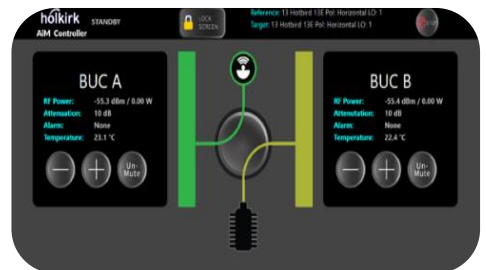 holkirk STANDBY
AiM Controller
LOCK
SCREEN
Reference: 13 Hotbird 13E Pol: Horizontal LO: 1
Target: 13 Hotbird 13E Pol: Horizontal LO: 1
BUC A
RF Power: -55.3 dBm / 0.00 W
Attenuation: 10 dB
Alarm: None
Temperature: 23.1 °C
Un-
Mute
BUC B
RF Power: -55.4 dBm / 0.00 W
Attenutation: 10 dB
Alarm: None
Temperature: 22.4 °C
Un-
Mute